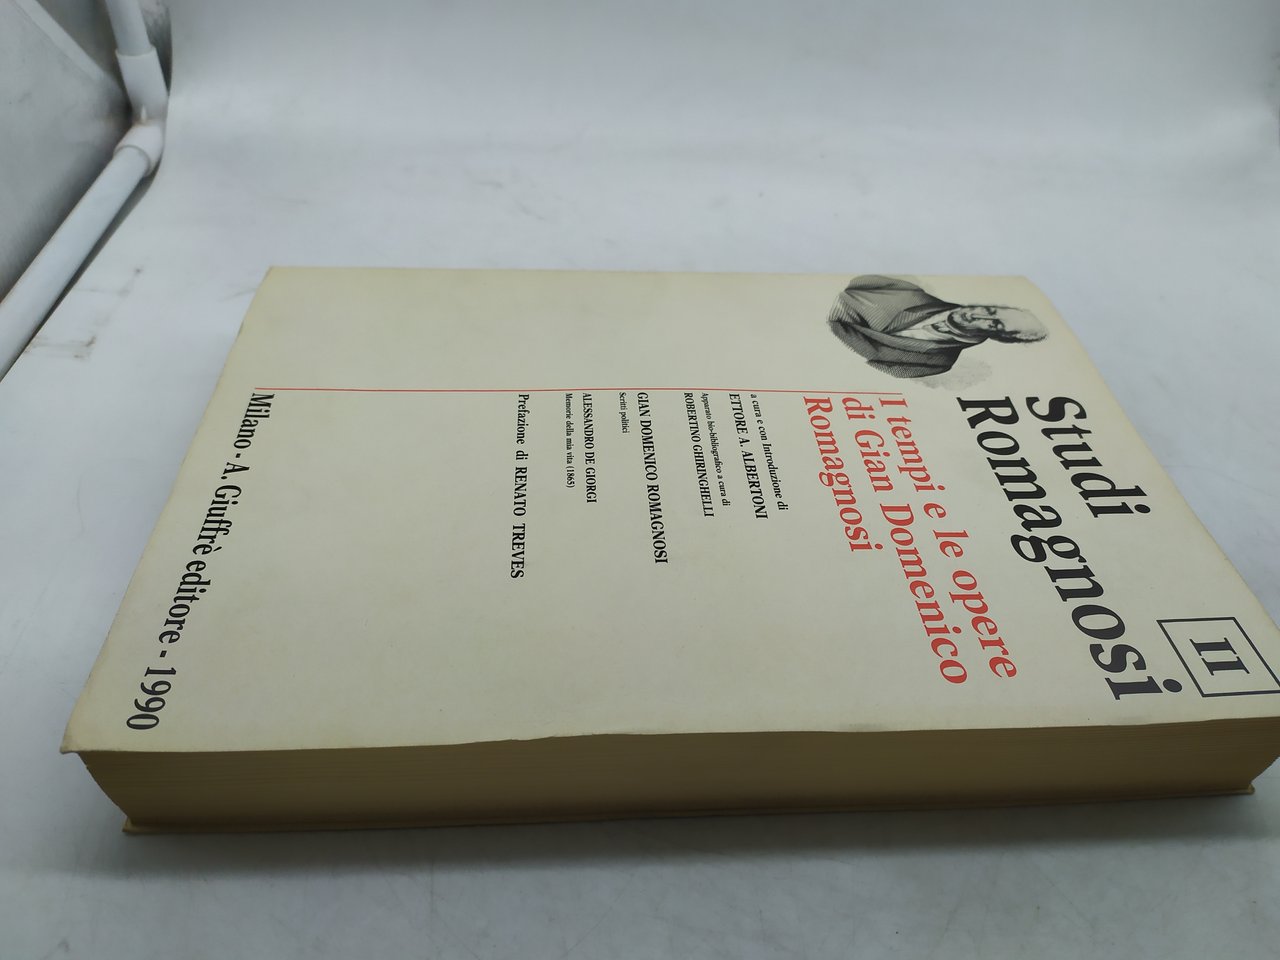 Studi
Romagnosi
II
I tempi e le opere
di Gian Domenico
Romagnosi
a cura e con Introduzione di
ETTORE A. ALBERTONI
Apparato bio-bibliografico a cura di
ROBERTINO GHIRINGHELLI
GIAN DOMENICO ROMAGNOSI
Scritti politici
ALESSANDRO DE GIORGI
Memorie della mia vita (1865)
Prefazione di RENATO TREVES
Milano - A. Giuffrè editore - 1990